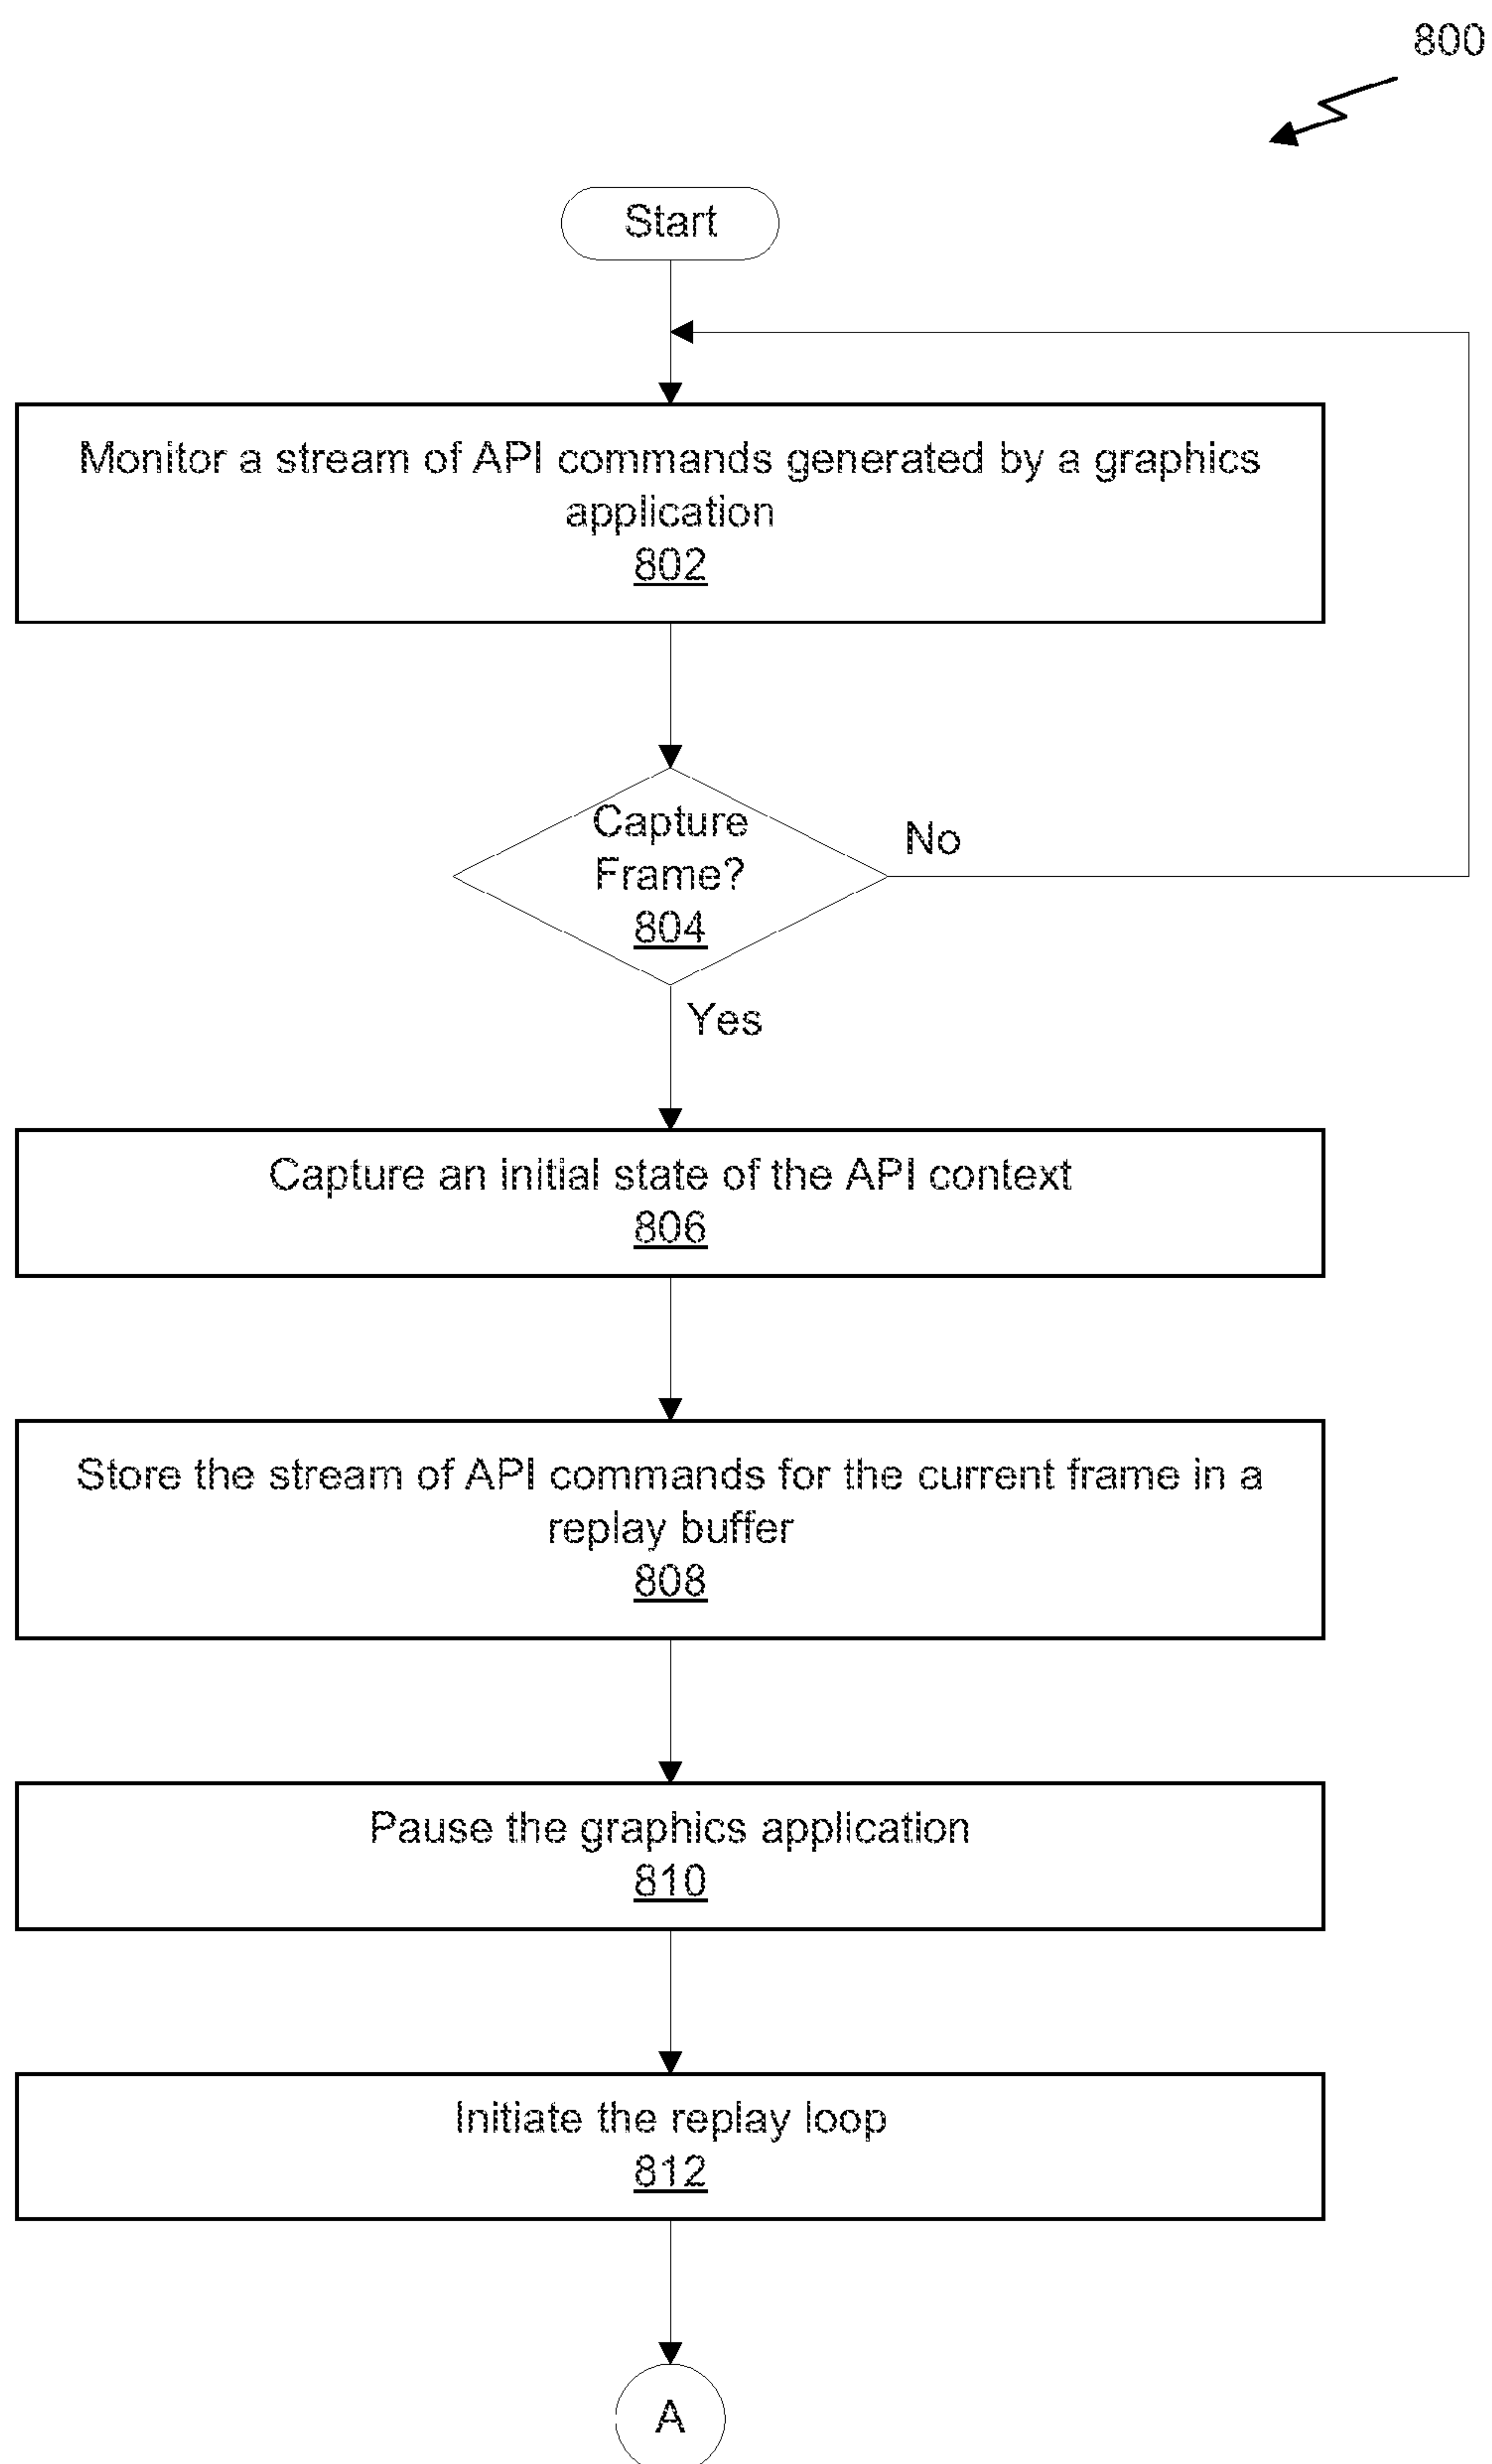 800
Start
Monitor a stream of API commands generated by a graphics
application
802
Capture
Frame?
804
No
Yes
Capture an initial state of the API context
806
Store the stream of API commands for the current frame in a
replay buffer
808
Pause the graphics application
810
Initiate the replay loop
812
A